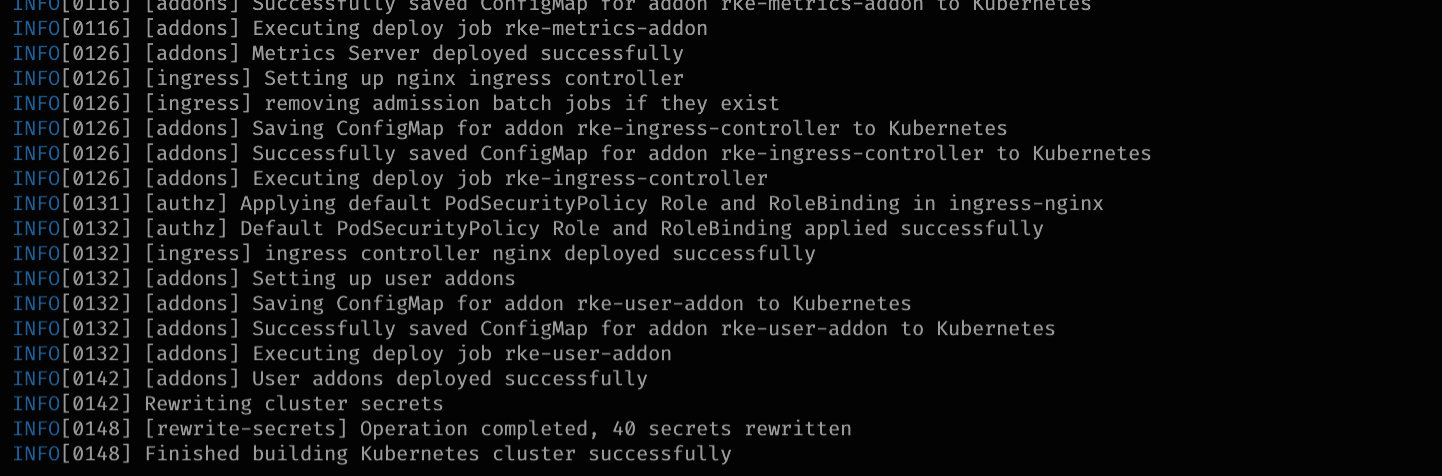 INFO[0116] [addons] Successfully saved ConfigMap for addon rke-metrics-addon to Kubernetes
INFO[0116] [addons] Executing deploy job rke-metrics-addon
INFO[0126] [addons] Metrics Server deployed successfully
INFO[0126] [ingress] Setting up nginx ingress controller
INFO[0126] [ingress] removing admission batch jobs if they exist
INFO[0126] [addons] Saving ConfigMap for addon rke-ingress-controller to Kubernetes
INFO[0126] [addons] Successfully saved ConfigMap for addon rke-ingress-controller to Kubernetes
INFO[0126] [addons] Executing deploy job rke-ingress-controller
INFO[0131] [authz] Applying default PodSecurityPolicy Role and RoleBinding in ingress-nginx
INFO[0132] [authz] Default PodSecurityPolicy Role and RoleBinding applied successfully
INFO[0132] [ingress] ingress controller nginx deployed successfully
INFO[0132] [addons] Setting up user addons
INFO[0132] [addons] Saving ConfigMap for addon rke-user-addon to Kubernetes
INFO[0132] [addons] Successfully saved ConfigMap for addon rke-user-addon to Kubernetes
INFO[0132] [addons] Executing deploy job rke-user-addon
INFO[0142] [addons] User addons deployed successfully
INFO[0142] Rewriting cluster secrets
INFO[0148] [rewrite-secrets] Operation completed, 40 secrets rewritten
INFO[0148] Finished building Kubernetes cluster successfully